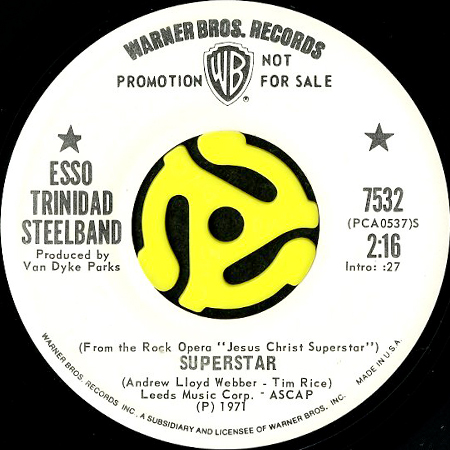 WARNER BROS. RECORDS
PROMOTION NOT FOR SALE
WB
®
ESSO
TRINIDAD
STEELBAND
Produced by
Van Dyke Parks
7532
(PCA0537)S
2:16
Intro: :27
(From the Rock Opera "Jesus Christ Superstar")
SUPERSTAR
(Andrew Lloyd Webber - Tim Rice)
Leeds Music Corp. - ASCAP
(P) 1971
WARNER BROS. RECORDS INC. A SUBSIDIARY AND LICENSEE OF WARNER BROS. INC.
MADE IN U.S.A.